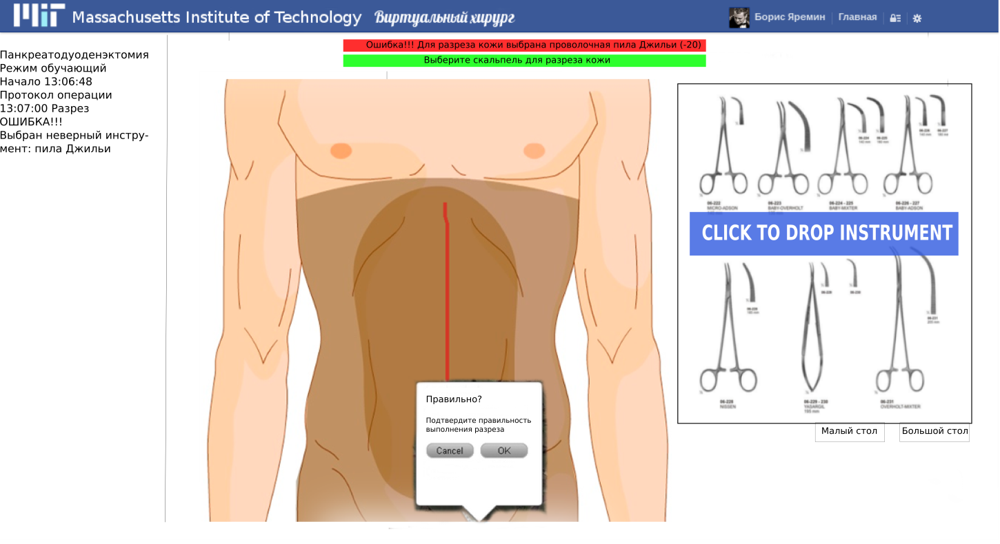 MIT Massachusetts Institute of Technology Виртуальный хирург
Борис Яремин Главная
Ошибка!!! Для разреза кожи выбрана проволочная пила Джильи (-20)
Выберите скальпель для разреза кожи
Панкреатодуоденэктомия
Режим обучающий
Начало 13:06:48
Протокол операции
13:07:00 Разрез
ОШИБКА!!!
Выбран неверный инстру-
мент: пила Джильи
06-222 06-223 06-224 - 225 06-226 - 227
MICRO-ADSON BABY-OVERHOLT BABY-MIXTER BABY-ADSON
CLICK TO DROP INSTRUMENT
06-228 06-229 - 230 06-231
NISSEN YASARGIL OVERHOLT-MIXTER
185 mm
Малый стол Большой стол
Правильно?
Подтвердите правильность
выполнения разреза
Cancel OK